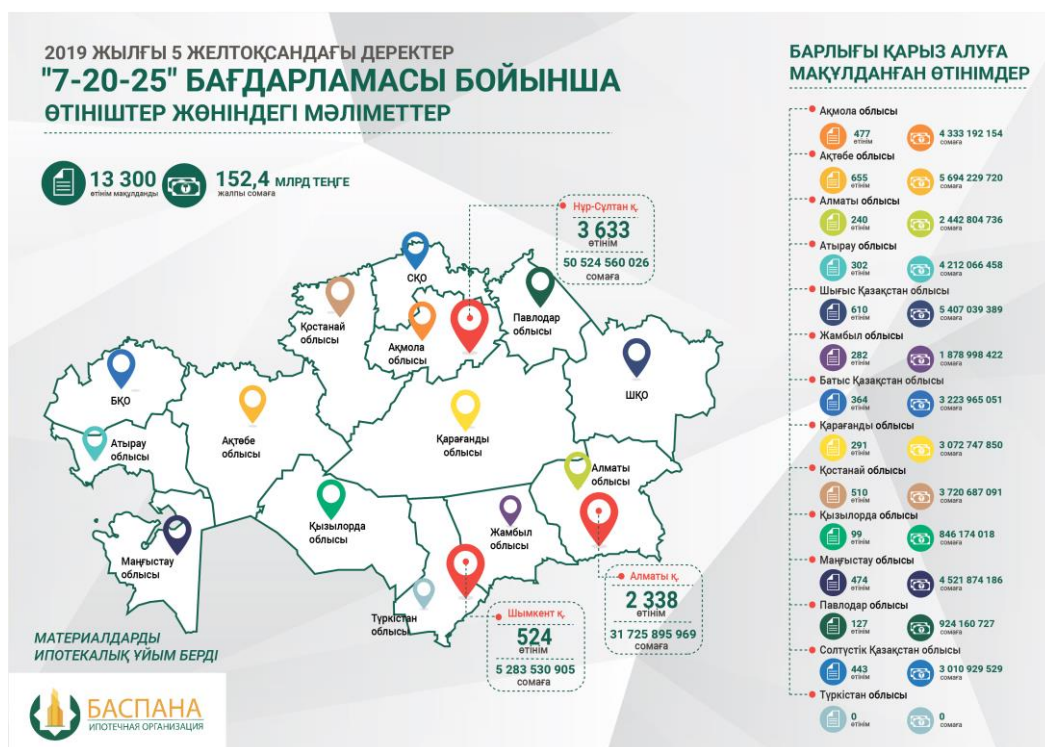 2019 ЖЫЛҒЫ 5 ЖЕЛТОҚСАНДАҒЫ ДЕРЕКТЕР
"7-20-25" БАҒДАРЛАМАСЫ БОЙЫНША
ӨТІНІШТЕР ЖӨНІНДЕГІ МӘЛІМЕТТЕР
13 300
өтінім мақұлданды
152,4 МЛРД ТЕҢГЕ
жалпы сомаға
Нұр-Сұлтан қ.
3 633
өтінім
50 524 560 026
сомаға
СҚО
Қостанай
облысы
Ақмола
облысы
Павлодар
облысы
БҚО
ШҚО
Атырау
облысы
Ақтөбе
облысы
Қарағанды
облысы
Алматы
облысы
Қызылорда
облысы
Жамбыл
облысы
Маңғыстау
облысы
Түркістан
облысы
Шымкент қ.
524
өтінім
5 283 530 905
сомаға
Алматы қ.
2 338
өтінім
31 725 895 969
сомаға
МАТЕРИАЛДАРДЫ
ИПОТЕКАЛЫҚ ҰЙЫМ БЕРДІ
БАСПАНА
ИПОТЕЧНАЯ ОРГАНИЗАЦИЯ
БАРЛЫҒЫ ҚАРЫЗ АЛУҒА
МАҚҰЛДАНҒАН ӨТІНІМДЕР
Ақмола облысы
477 4 333 192 154
өтінім сомаға
Ақтөбе облысы
655 5 694 229 720
өтінім сомаға
Алматы облысы
240 2 442 804 736
өтінім сомаға
Атырау облысы
302 4 212 066 458
өтінім сомаға
Шығыс Қазақстан облысы
610 5 407 039 389
өтінім сомаға
Жамбыл облысы
282 1 878 998 422
өтінім сомаға
Батыс Қазақстан облысы
364 3 223 965 051
өтінім сомаға
Қарағанды облысы
291 3 072 747 850
өтінім сомаға
Қостанай облысы
510 3 720 687 091
өтінім сомаға
Қызылорда облысы
99 846 174 018
өтінім сомаға
Маңғыстау облысы
474 4 521 874 186
өтінім сомаға
Павлодар облысы
127 924 160 727
өтінім сомаға
Солтүстік Қазақстан облысы
443 3 010 929 529
өтінім сомаға
Түркістан облысы
0 0
өтінім сомаға